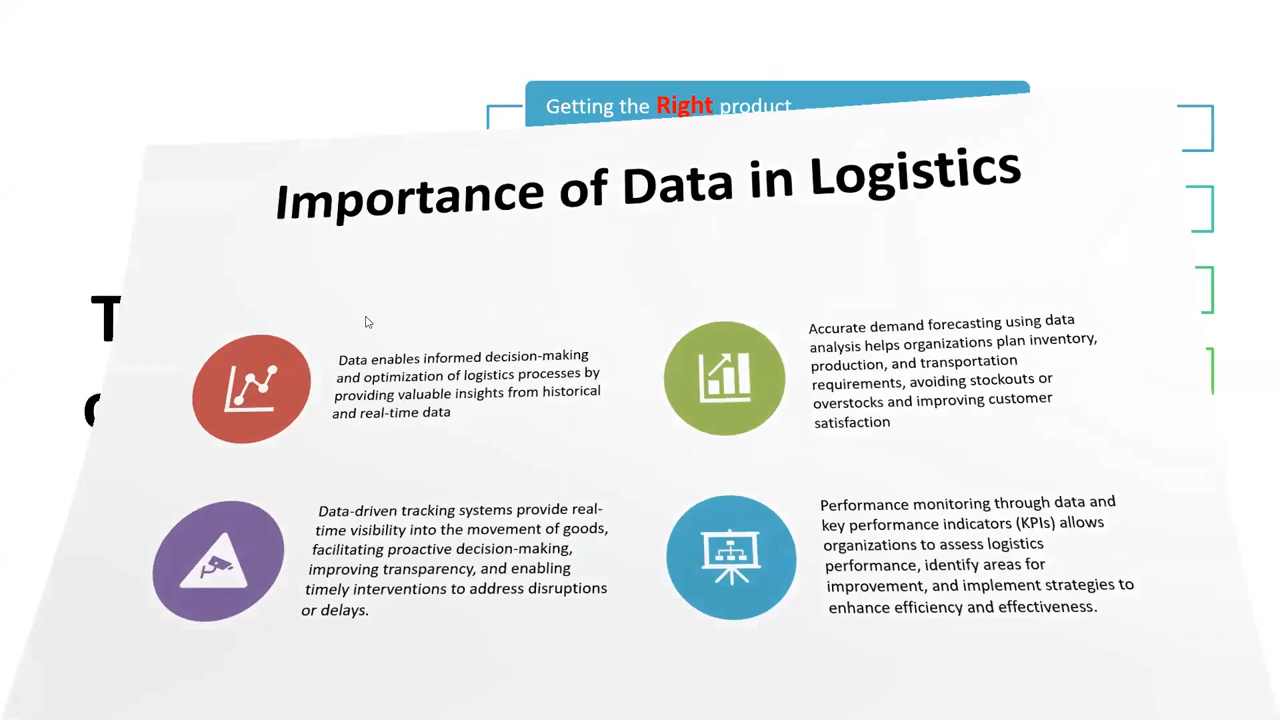 Getting the Right product
Importance of Data in Logistics
Data enables informed decision-making
and optimization of logistics processes by
providing valuable insights from historical
and real-time data
Accurate demand forecasting using data
analysis helps organizations plan inventory,
production, and transportation
requirements, avoiding stockouts or
overstocks and improving customer
satisfaction
Data-driven tracking systems provide real-
time visibility into the movement of goods,
facilitating proactive decision-making,
improving transparency, and enabling
timely interventions to address disruptions
or delays.
Performance monitoring through data and
key performance indicators (KPIs) allows
organizations to assess logistics
performance, identify areas for
improvement, and implement strategies to
enhance efficiency and effectiveness.